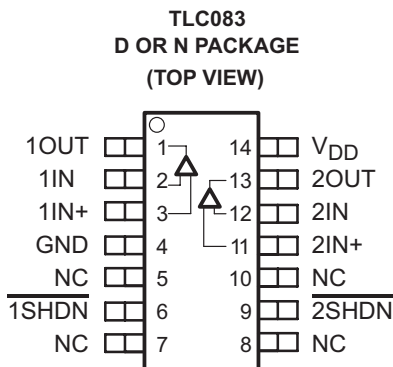 TLC083
D OR N PACKAGE
(TOP VIEW)
1OUT 1 14 VDD
1IN 2 13 2OUT
1IN+ 3 12 2IN
GND 4 11 2IN+
NC 5 10 NC
1SHDN 6 9 2SHDN
NC 7 8 NC